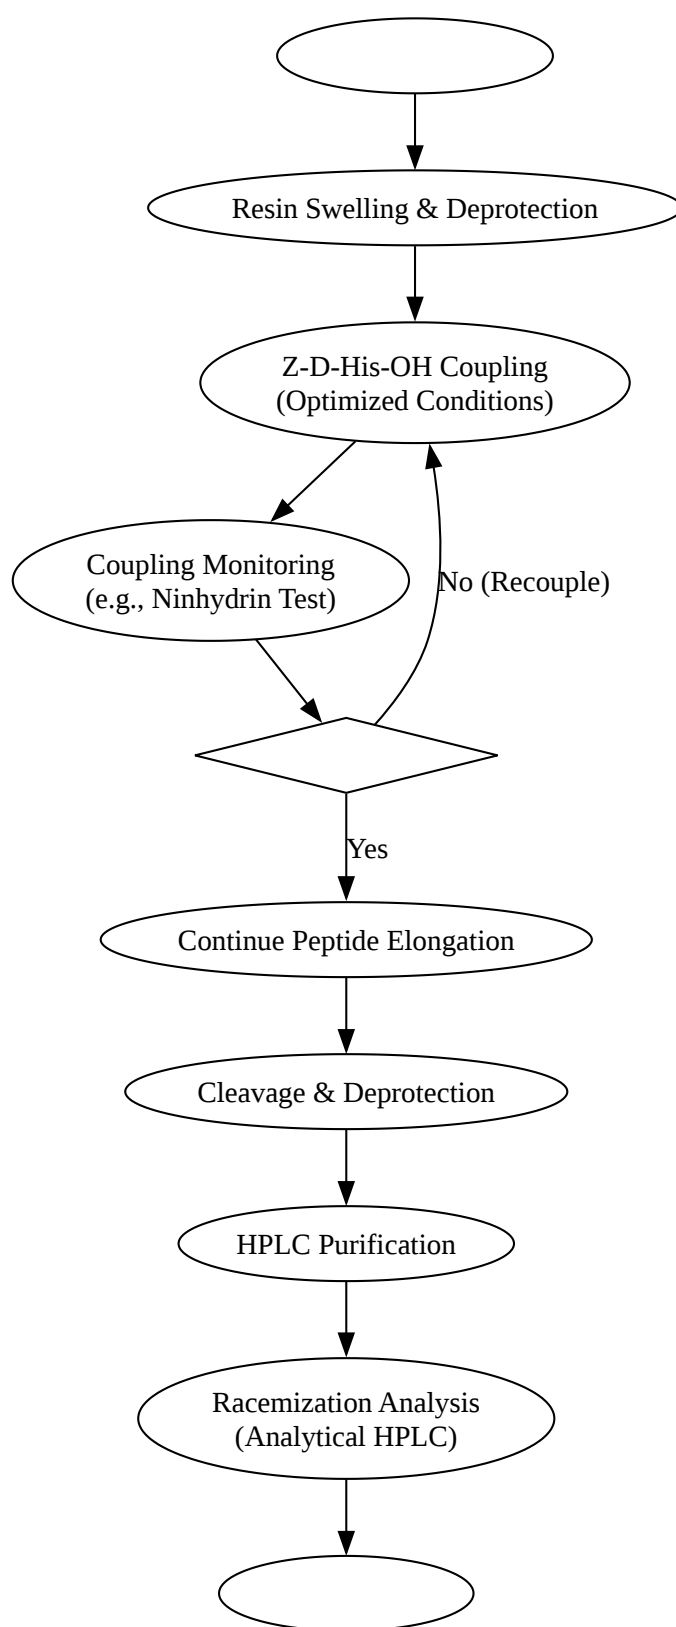 Resin Swelling & Deprotection
Z-D-His-OH Coupling
(Optimized Conditions)
Coupling Monitoring
(e.g., Ninhydrin Test)
No (Recouple)
Yes
Continue Peptide Elongation
Cleavage & Deprotection
HPLC Purification
Racemization Analysis
(Analytical HPLC)